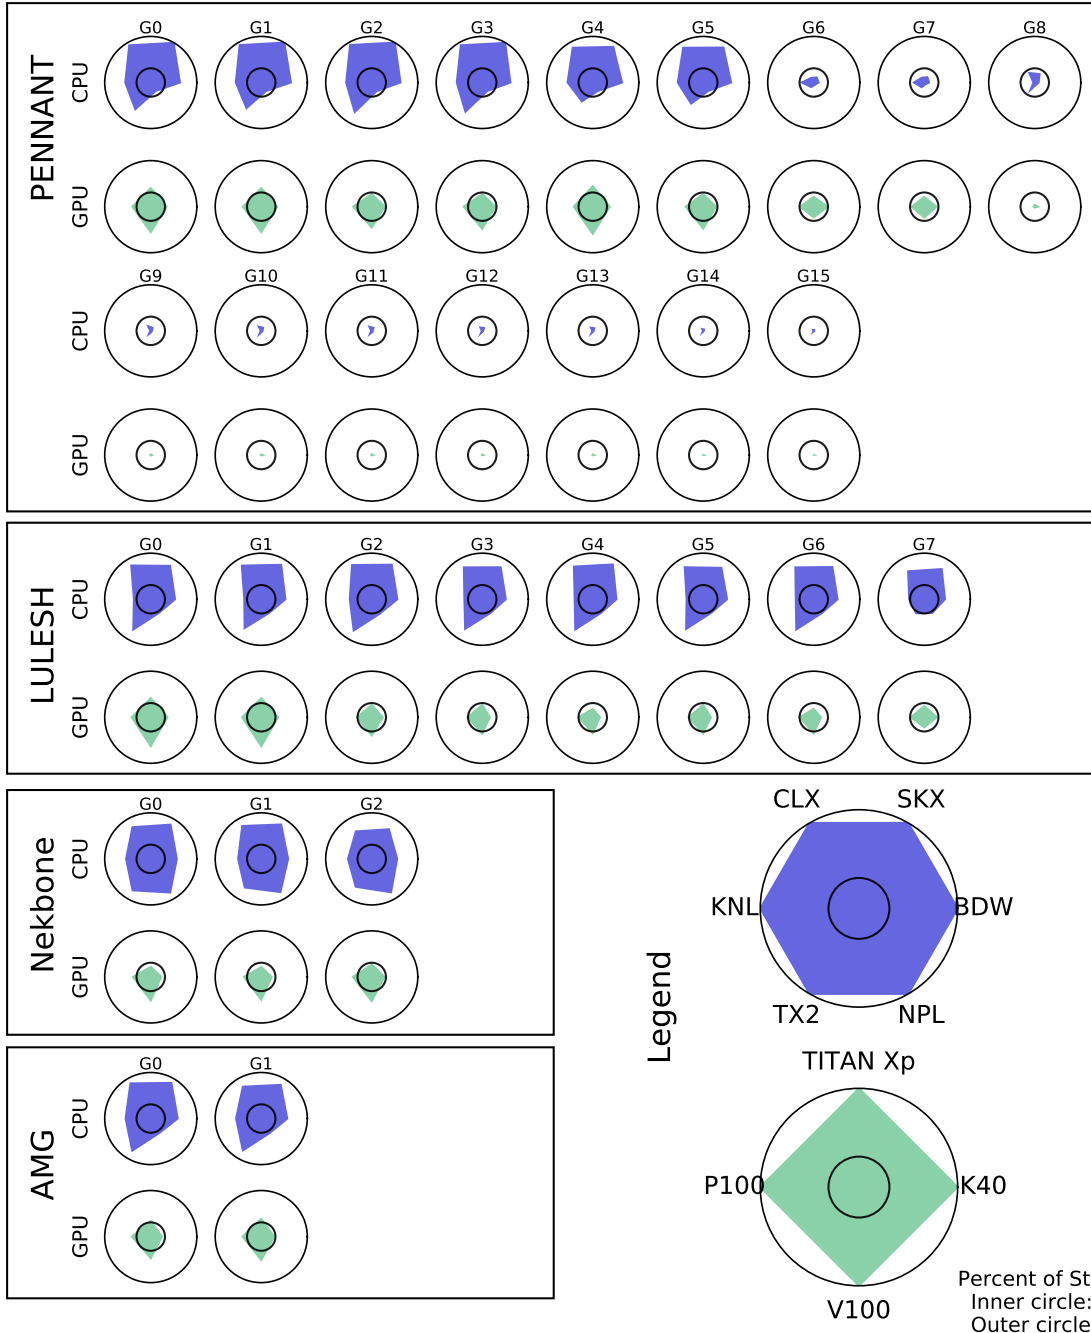 PENNANT
G0 G1 G2 G3 G4 G5 G6 G7 G8
CPU
GPU
G9 G10 G11 G12 G13 G14 G15
CPU
GPU
LULESH
G0 G1 G2 G3 G4 G5 G6 G7
CPU
GPU
Nekbone
G0 G1 G2
CPU
GPU
AMG
G0 G1
CPU
GPU
Legend
CLX SKX
KNL BDW
TX2 NPL
TITAN Xp
P100 K40
V100
Percent of St
Inner circle:
Outer circle